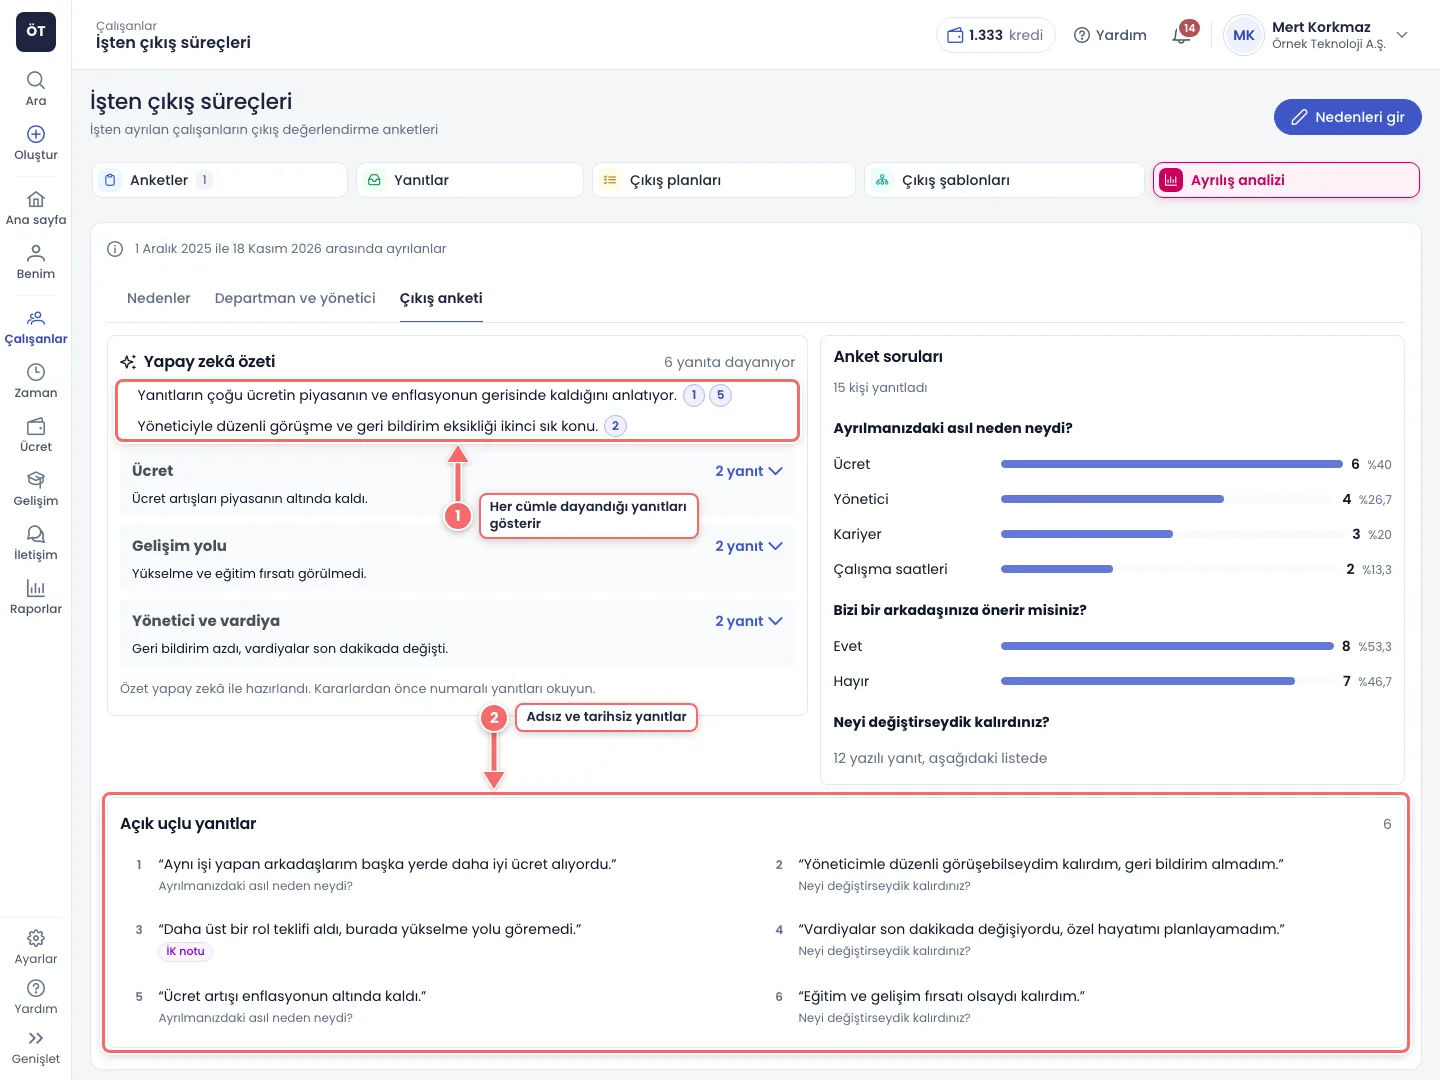 ÖT
Ara
Oluştur
Ana sayfa
Benim
Çalışanlar
Zaman
Ücret
Gelişim
İletişim
Raporlar
Ayarlar
Yardım
Genişlet
Çalışanlar
İşten çıkış süreçleri
1.333 kredi
Yardım
14
MK
Mert Korkmaz
Örnek Teknoloji A.Ş.
İşten çıkış süreçleri
İşten ayrılan çalışanların çıkış değerlendirme anketleri
Nedenleri gir
Anketler 1
Yanıtlar
Çıkış planları
Çıkış şablonları
Ayrılış analizi
1 Aralık 2025 ile 18 Kasım 2026 arasında ayrılanlar
Nedenler
Departman ve yönetici
Çıkış anketi
Yapay zekâ özeti
6 yanıta dayanıyor
Yanıtların çoğu ücretin piyasanın ve enflasyonun gerisinde kaldığını anlatıyor. 1 5
Yöneticiyle düzenli görüşme ve geri bildirim eksikliği ikinci sık konu. 2
Ücret
2 yanıt
Ücret artışları piyasanın altında kaldı.
1
Her cümle dayandığı yanıtları
gösterir
Gelişim yolu
2 yanıt
Yükselme ve eğitim fırsatı görülmedi.
Yönetici ve vardiya
2 yanıt
Geri bildirim azdı, vardiyalar son dakikada değişti.
Özet yapay zekâ ile hazırlandı. Kararlardan önce numaralı yanıtları okuyun.
2
Adsız ve tarihsiz yanıtlar
Anket soruları
15 kişi yanıtladı
Ayrılmanızdaki asıl neden neydi?
Ücret 6 %40
Yönetici 4 %26,7
Kariyer 3 %20
Çalışma saatleri 2 %13,3
Bizi bir arkadaşınıza önerir misiniz?
Evet 8 %53,3
Hayır 7 %46,7
Neyi değiştirseydik kalırdınız?
12 yazılı yanıt, aşağıdaki listede
Açık uçlu yanıtlar
6
1 “Aynı işi yapan arkadaşlarım başka yerde daha iyi ücret alıyordu.”
Ayrılmanızdaki asıl neden neydi?
2 “Yöneticimle düzenli görüşebilseydim kalırdım, geri bildirim almadım.”
Neyi değiştirseydik kalırdınız?
3 “Daha üst bir rol teklifi aldı, burada yükselme yolu göremedi.”
İK notu
4 “Vardiyalar son dakikada değişiyordu, özel hayatımı planlayamadım.”
Neyi değiştirseydik kalırdınız?
5 “Ücret artışı enflasyonun altında kaldı.”
Ayrılmanızdaki asıl neden neydi?
6 “Eğitim ve gelişim fırsatı olsaydı kalırdım.”
Neyi değiştirseydik kalırdınız?